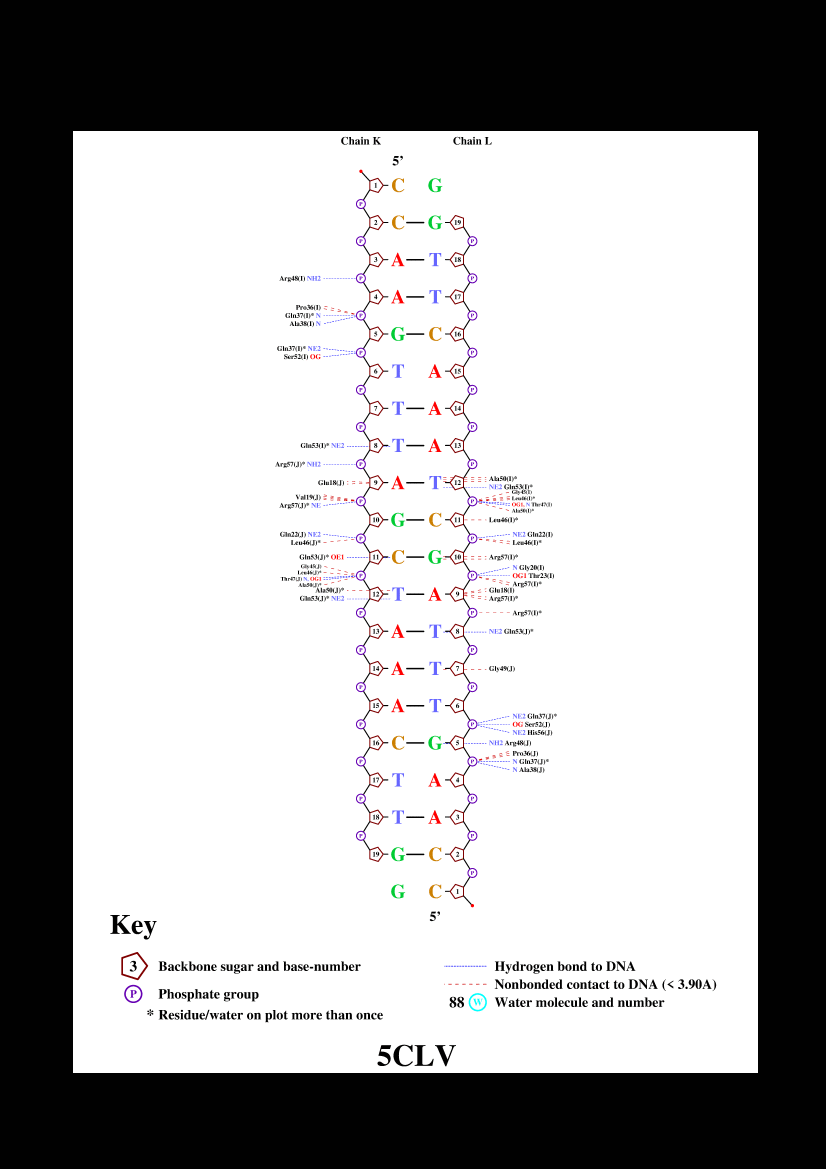 Chain K Chain L
5’
1 C G
P
2 C G 19
P P
3 A T 18
Arg48(I) NH2 P P
4 A T 17
Pro36(I)
Gln37(I)* N P P
Ala38(I) N
5 G C 16
Gln37(I)* NE2 P P
Ser52(I) OG
6 T A 15
P P
7 T A 14
P P
Gln53(I)* NE2 8 T A 13
Arg57(J)* NH2 P P
Glu18(J) 9 A T 12 Ala50(I)*
NE2 Gln53(I)*
Val19(J) P P Gly45(I)
Leu46(I)*
Arg57(J)* NE OG1, N Thr47(I)
Ala50(I)*
10 G C 11 Leu46(I)*
Gln22(J) NE2 P P NE2 Gln22(I)
Leu46(J)* Leu46(I)*
Gln53(J)* OE1 11 C G 10 Arg57(I)*
Gly45(J) N Gly20(I)
Leu46(J)* P P OG1 Thr23(I)
Thr47(J) N, OG1 Arg57(I)*
Ala50(J)*
Ala50(J)* 12 T A 9 Glu18(I)
Gln53(J)* NE2 Arg57(I)*
P P Arg57(I)*
13 A T 8 NE2 Gln53(J)*
P P
14 A T 7 Gly49(J)
P P
15 A T 6
NE2 Gln37(J)*
P P OG Ser52(J)
NE2 His56(J)
16 C G 5 NH2 Arg48(J)
Pro36(J)
P P N Gln37(J)*
N Ala38(J)
17 T A 4
P P
18 T A 3
P P
19 G C 2
P
G C 1
5’
Key
3 Backbone sugar and base-number
P Phosphate group
* Residue/water on plot more than once
Hydrogen bond to DNA
Nonbonded contact to DNA (< 3.90A)
88 W Water molecule and number
5CLV